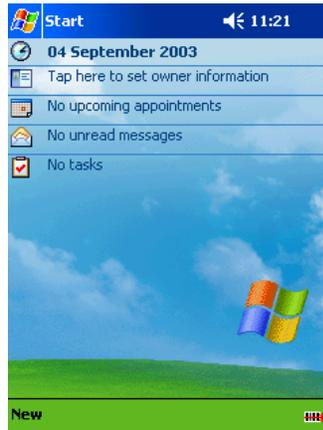 Start 11:21
04 September 2003
Tap here to set owner information
No upcoming appointments
No unread messages
No tasks
New